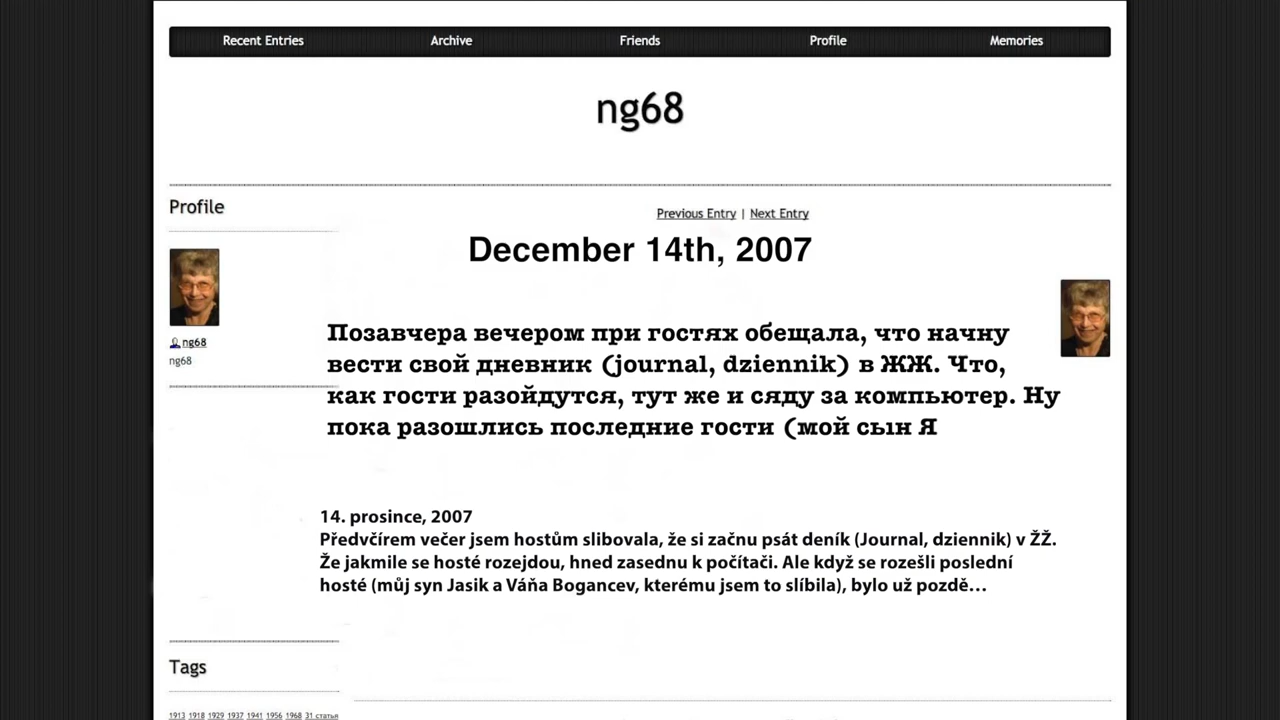 Recent Entries Archive Friends Profile Memories
ng68
Profile
Previous Entry | Next Entry
December 14th, 2007
ng68
ng68
Позавчера вечером при гостях обещала, что начну
вести свой дневник (journal, dziennik) в ЖЖ. Что,
как гости разойдутся, тут же и сяду за компьютер. Ну
пока разошлись последние гости (мой сын Я
14. prosince, 2007
Předvčírem večer jsem hostům slibovala, že si začnu psát deník (Journal, dziennik) v ŽŽ.
Že jakmile se hosté rozejdou, hned zasednu k počítači. Ale když se rozešli poslední
hosté (můj syn Jasik a Váňa Bogancev, kterému jsem to slíbila), bylo už pozdě…
Tags
1913 1918 1929 1937 1941 1956 1968 31 статья